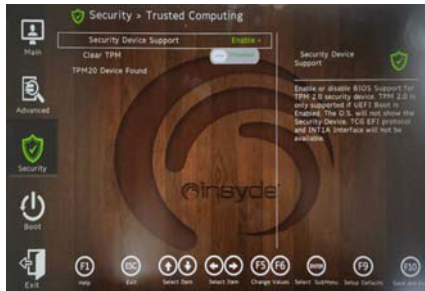 Security > Trusted Computing
Main
Advanced
Security
Boot
Exit
Security Device Support
Enable
Clear TPM
TPM20 Device Found
insyde
Security Device
Support
Enable or disable BIOS Support for
TPM 2.0 security device. TPM 2.0 is
only supported if UEFI Boot is
Enabled. The O.S. will not show the
Security Device. TCG EFI protocol
and INT1A Interface will not be
available.
F1
Help
ESC
Exit
Select Item
Select Item
F5 F6
Change Values
ENTER
Select SubMenu
F9
Setup Defaults
F10